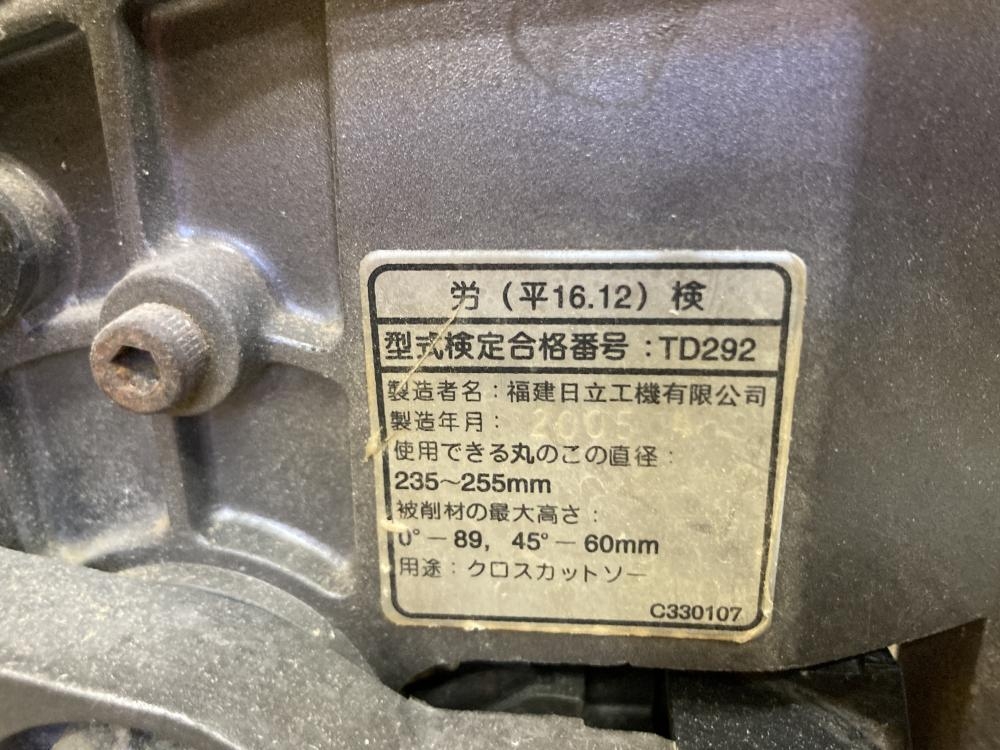 労（平16.12）検
型式検定合格番号：TD292
製造者名：福建日立工機有限公司
製造年月： 2005
使用できる丸のこの直径：
235～255mm
被削材の最大高さ：
0°－89, 45°－60mm
用途：クロスカットソー
C330107